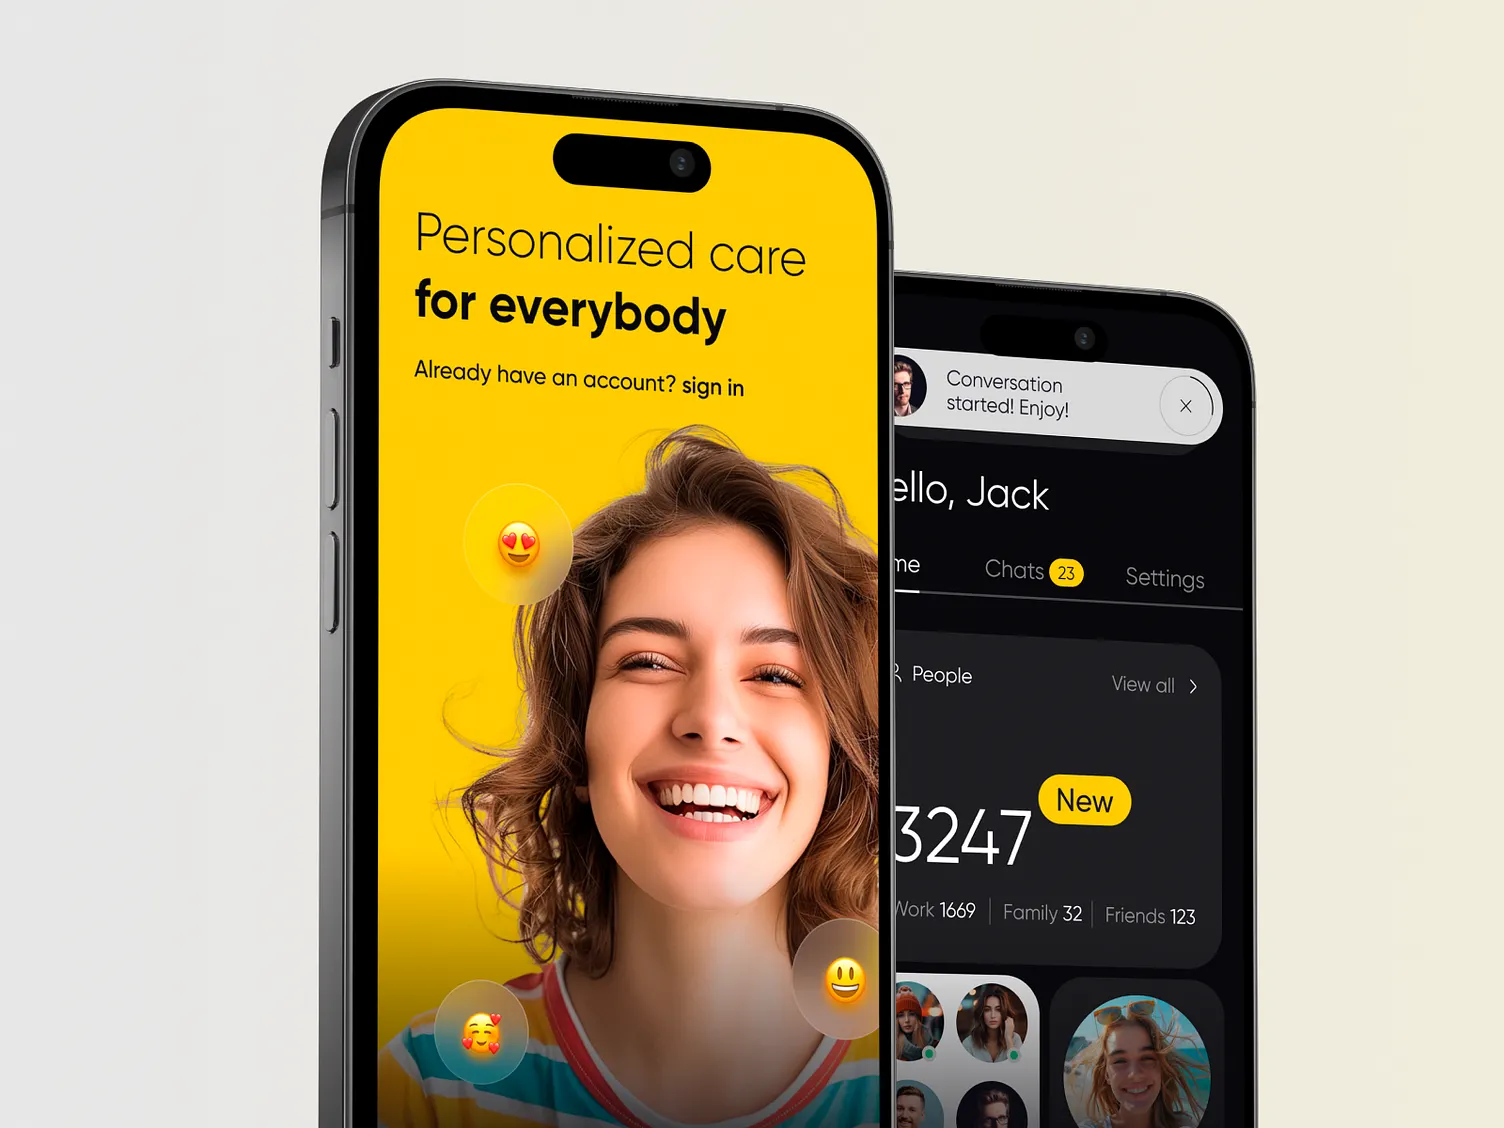 Personalized care
for everybody
Already have an account? sign in
Conversation
started! Enjoy!
ello, Jack
me
Chats 23
Settings
People
View all
New
3247
Work 1669
Family 32
Friends 123